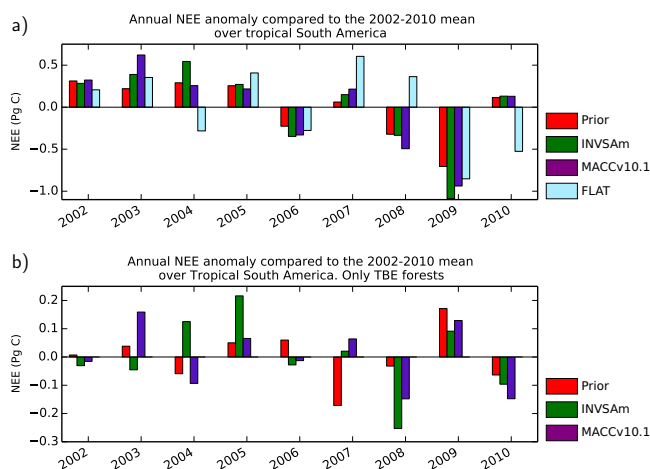 a)
Annual NEE anomaly compared to the 2002-2010 mean
over tropical South America
NEE (Pg C)
0.5
0.0
−0.5
−1.0
2002 2003 2004 2005 2006 2007 2008 2009 2010
Prior
INVSAm
MACCv10.1
FLAT
b)
Annual NEE anomaly compared to the 2002-2010 mean
over Tropical South America. Only TBE forests
NEE (Pg C)
0.2
0.1
0.0
−0.1
−0.2
−0.3
2002 2003 2004 2005 2006 2007 2008 2009 2010
Prior
INVSAm
MACCv10.1